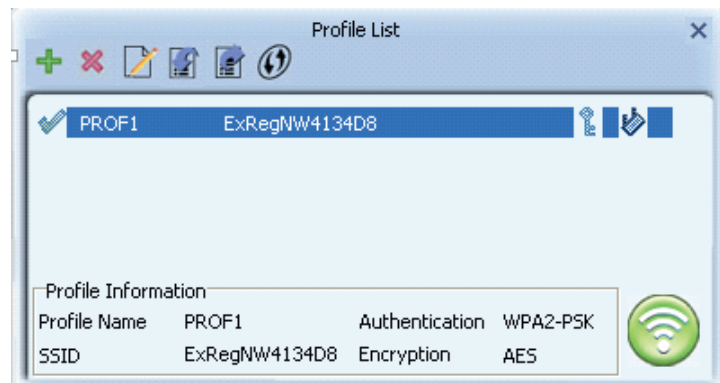 Profile List
PROF1 ExRegNW4134D8
Profile Information
Profile Name PROF1 Authentication WPA2-PSK
SSID ExRegNW4134D8 Encryption AES